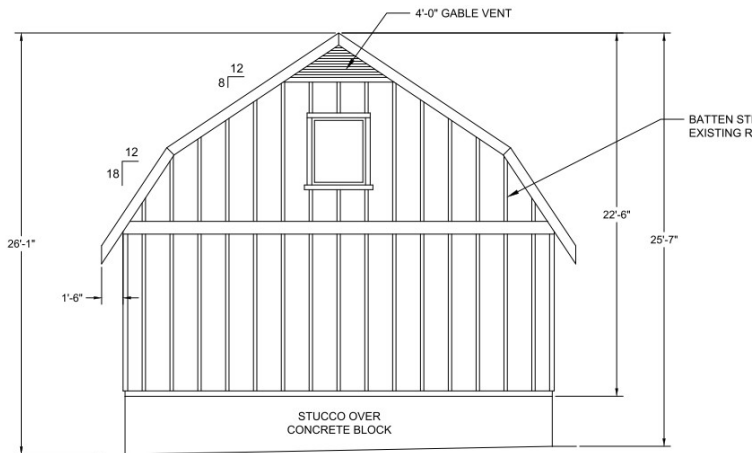 4'-0" GABLE VENT
12
8
12
18
BATTEN
EXISTING
26'-1"
22'-6"
25'-7"
1'-6"
STUCCO OVER
CONCRETE BLOCK